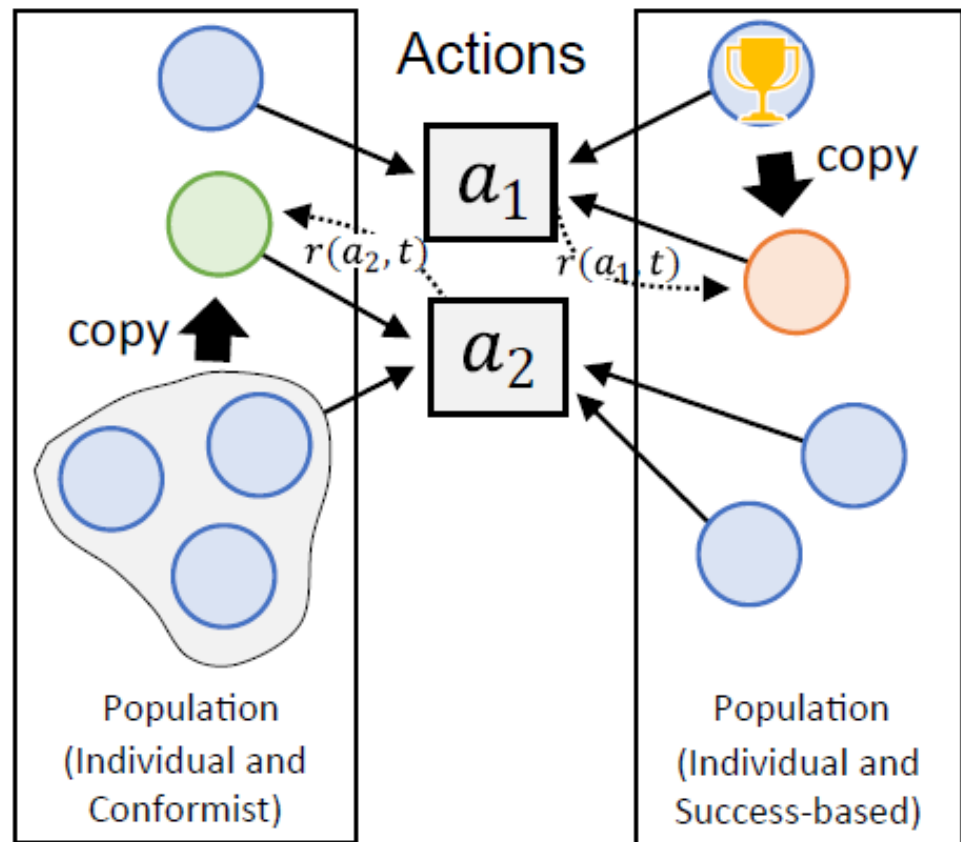 Actions
copy
a₁
r(a₂, t)
r(a₁, t)
copy
a₂
Population
(Individual and
Conformist)
Population
(Individual and
Success-based)